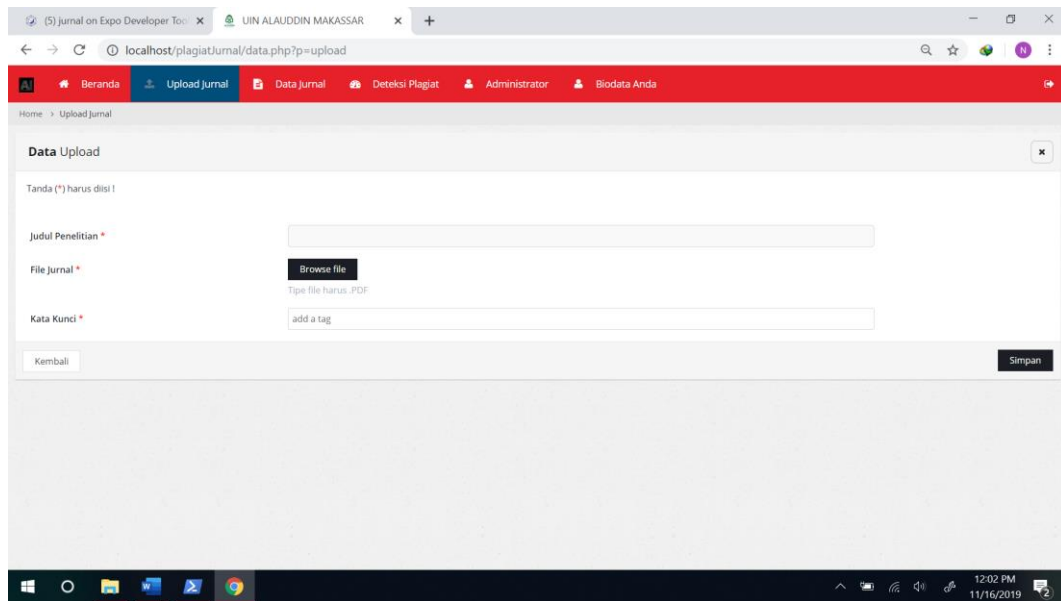 (5) jurnal on Expo Developer Too
UIN ALAUDDIN MAKASSAR
localhost/plagiatJurnal/data.php?p=upload
N
AI Beranda Upload Jurnal Data Jurnal Deteksi Plagiat Administrator Biodata Anda
Home > Upload Jurnal
Data Upload
Tanda (*) harus diisi !
Judul Penelitian *
File Jurnal * Browse file
Tipe file harus .PDF
Kata Kunci * add a tag
Kembali Simpan
12:02 PM
11/16/2019
2